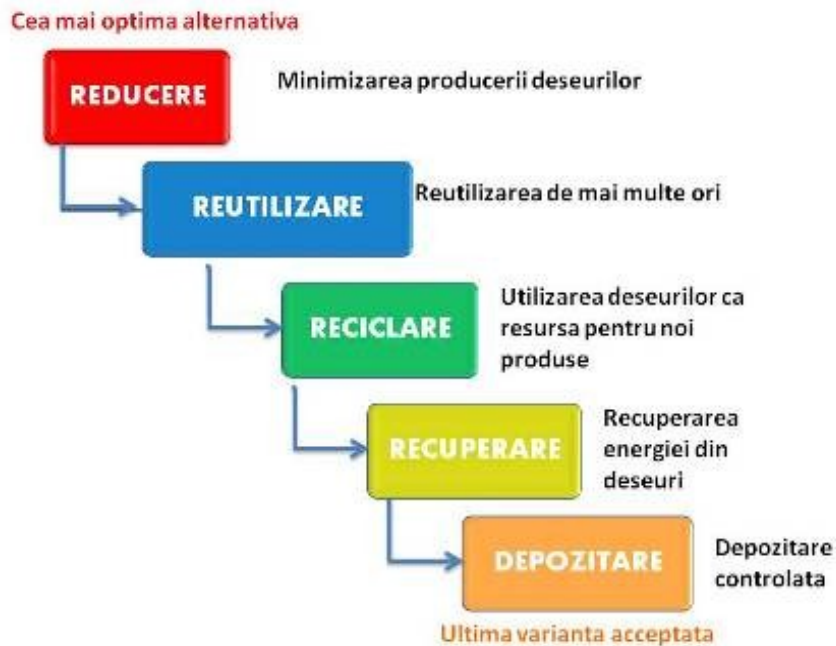 Cea mai optima alternativa
REDUCERE
Minimizarea producerii deseurilor
REUTILIZARE
Reutilizarea de mai multe ori
RECICLARE
Utilizarea deseurilor ca
resursa pentru noi
produse
RECUPERARE
Recuperarea
energiei din
deseuri
DEPOZITARE
Depozitare
controlata
Ultima varianta acceptata